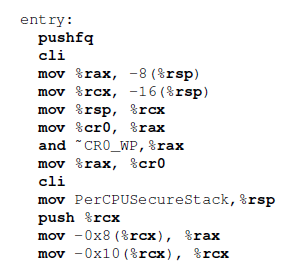 entry:
pushfq
cli
mov %rax, -8(%rsp)
mov %rcx, -16(%rsp)
mov %rsp, %rcx
mov %cr0, %rax
and ~CR0_WP,%rax
mov %rax, %cr0
cli
mov PerCPUSecureStack,%rsp
push %rcx
mov -0x8(%rcx), %rax
mov -0x10(%rcx), %rcx